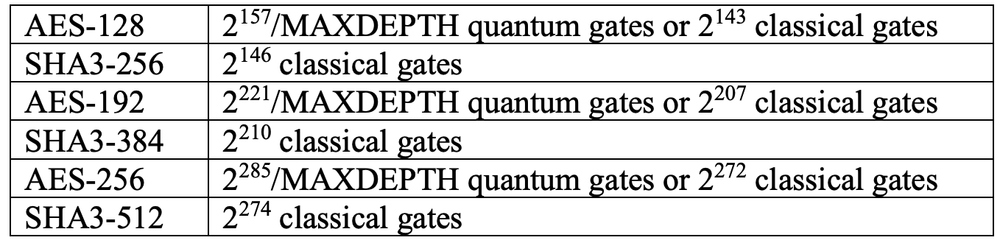 AES-128 2^157/MAXDEPTH quantum gates or 2^143 classical gates
SHA3-256 2^146 classical gates
AES-192 2^221/MAXDEPTH quantum gates or 2^207 classical gates
SHA3-384 2^210 classical gates
AES-256 2^285/MAXDEPTH quantum gates or 2^272 classical gates
SHA3-512 2^274 classical gates